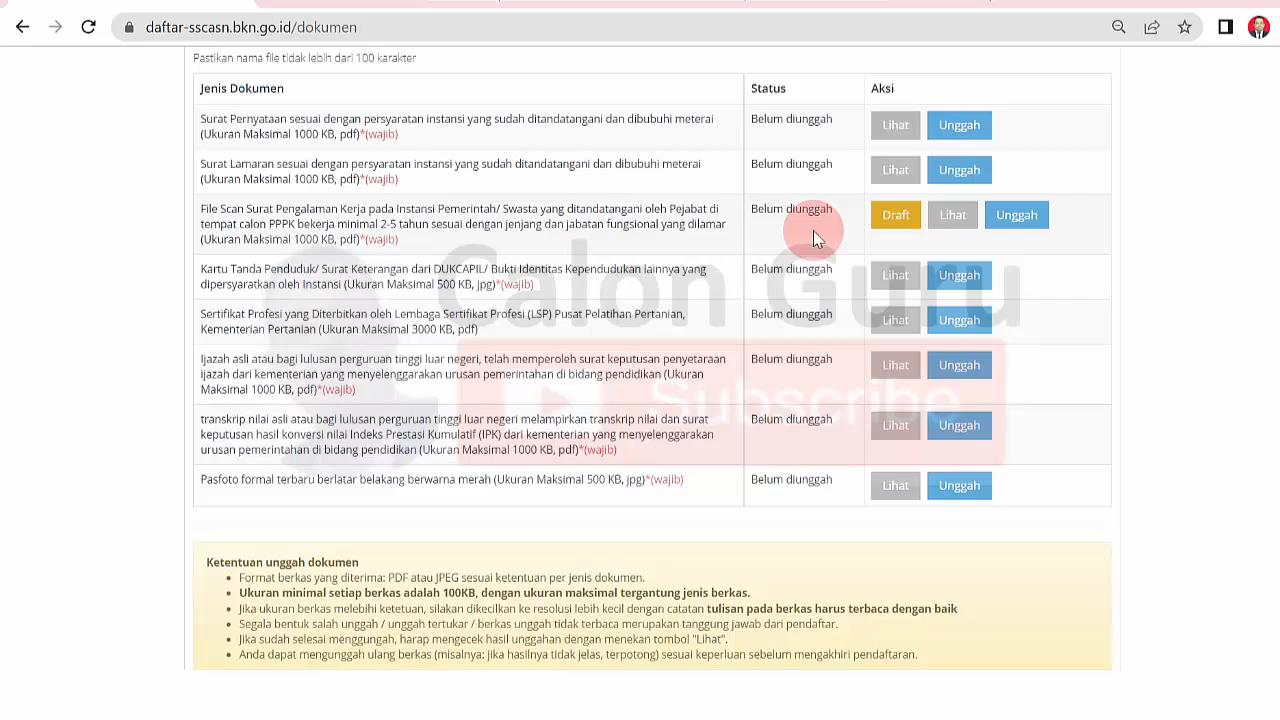 daftar-sscasn.bkn.go.id/dokumen
Pastikan nama file tidak lebih dari 100 karakter
Jenis Dokumen Status Aksi
Surat Pernyataan sesuai dengan persyaratan instansi yang sudah ditandatangani dan dibubuhi meterai
(Ukuran Maksimal 1000 KB, pdf)*(wajib)
Belum diunggah Lihat Unggah
Surat Lamaran sesuai dengan persyaratan instansi yang sudah ditandatangani dan dibubuhi meterai
(Ukuran Maksimal 1000 KB, pdf)*(wajib)
Belum diunggah Lihat Unggah
File Scan Surat Pengalaman Kerja pada Instansi Pemerintah/ Swasta yang ditandatangani oleh Pejabat di
tempat calon PPPK bekerja minimal 2-5 tahun sesuai dengan jenjang dan jabatan fungsional yang dilamar
(Ukuran Maksimal 1000 KB, pdf)*(wajib)
Belum diunggah Draft Lihat Unggah
Kartu Tanda Penduduk/ Surat Keterangan dari DUKCAPIL/ Bukti Identitas Kependudukan lainnya yang
dipersyaratkan oleh Instansi (Ukuran Maksimal 500 KB, jpg)*(wajib)
Belum diunggah Lihat Unggah
Sertifikat Profesi yang Diterbitkan oleh Lembaga Sertifikat Profesi (LSP) Pusat Pelatihan Pertanian,
Kementerian Pertanian (Ukuran Maksimal 3000 KB, pdf)
Belum diunggah Lihat Unggah
Ijazah asli atau bagi lulusan perguruan tinggi luar negeri, telah memperoleh surat keputusan penyetaraan
ijazah dari kementerian yang menyelenggarakan urusan pemerintahan di bidang pendidikan (Ukuran
Maksimal 1000 KB, pdf)*(wajib)
Belum diunggah Lihat Unggah
transkrip nilai asli atau bagi lulusan perguruan tinggi luar negeri melampirkan transkrip nilai dan surat
keputusan hasil konversi nilai Indeks Prestasi Kumulatif (IPK) dari kementerian yang menyelenggarakan
urusan pemerintahan di bidang pendidikan (Ukuran Maksimal 1000 KB, pdf)*(wajib)
Belum diunggah Lihat Unggah
Pasfoto formal terbaru berlatar belakang berwarna merah (Ukuran Maksimal 500 KB, jpg)*(wajib)
Belum diunggah Lihat Unggah
Calon Guru
Subscribe
Ketentuan unggah dokumen
• Format berkas yang diterima: PDF atau JPEG sesuai ketentuan per jenis dokumen.
• Ukuran minimal setiap berkas adalah 100KB, dengan ukuran maksimal tergantung jenis berkas.
• Jika ukuran berkas melebihi ketetuan, silakan dikecilkan ke resolusi lebih kecil dengan catatan tulisan pada berkas harus terbaca dengan baik
• Segala bentuk salah unggah / unggah tertukar / berkas unggah tidak terbaca merupakan tanggung jawab dari pendaftar.
• Jika sudah selesai menggungah, harap mengecek hasil unggahan dengan menekan tombol "Lihat".
• Anda dapat mengunggah ulang berkas (misalnya: jika hasilnya tidak jelas, terpotong) sesuai keperluan sebelum mengakhiri pendaftaran.